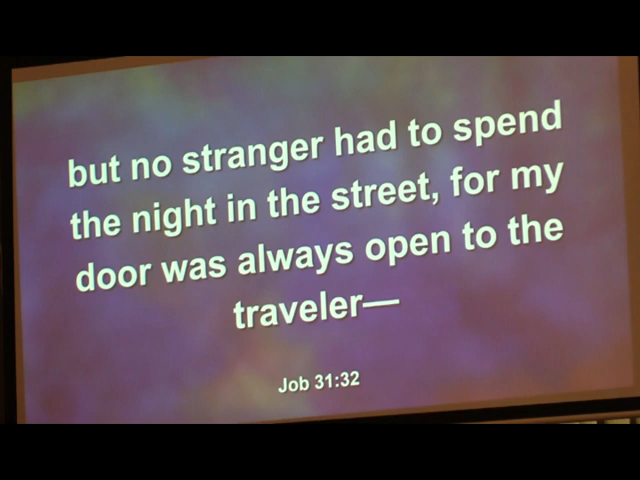 but no stranger had to spend
the night in the street, for my
door was always open to the
traveler—
Job 31:32